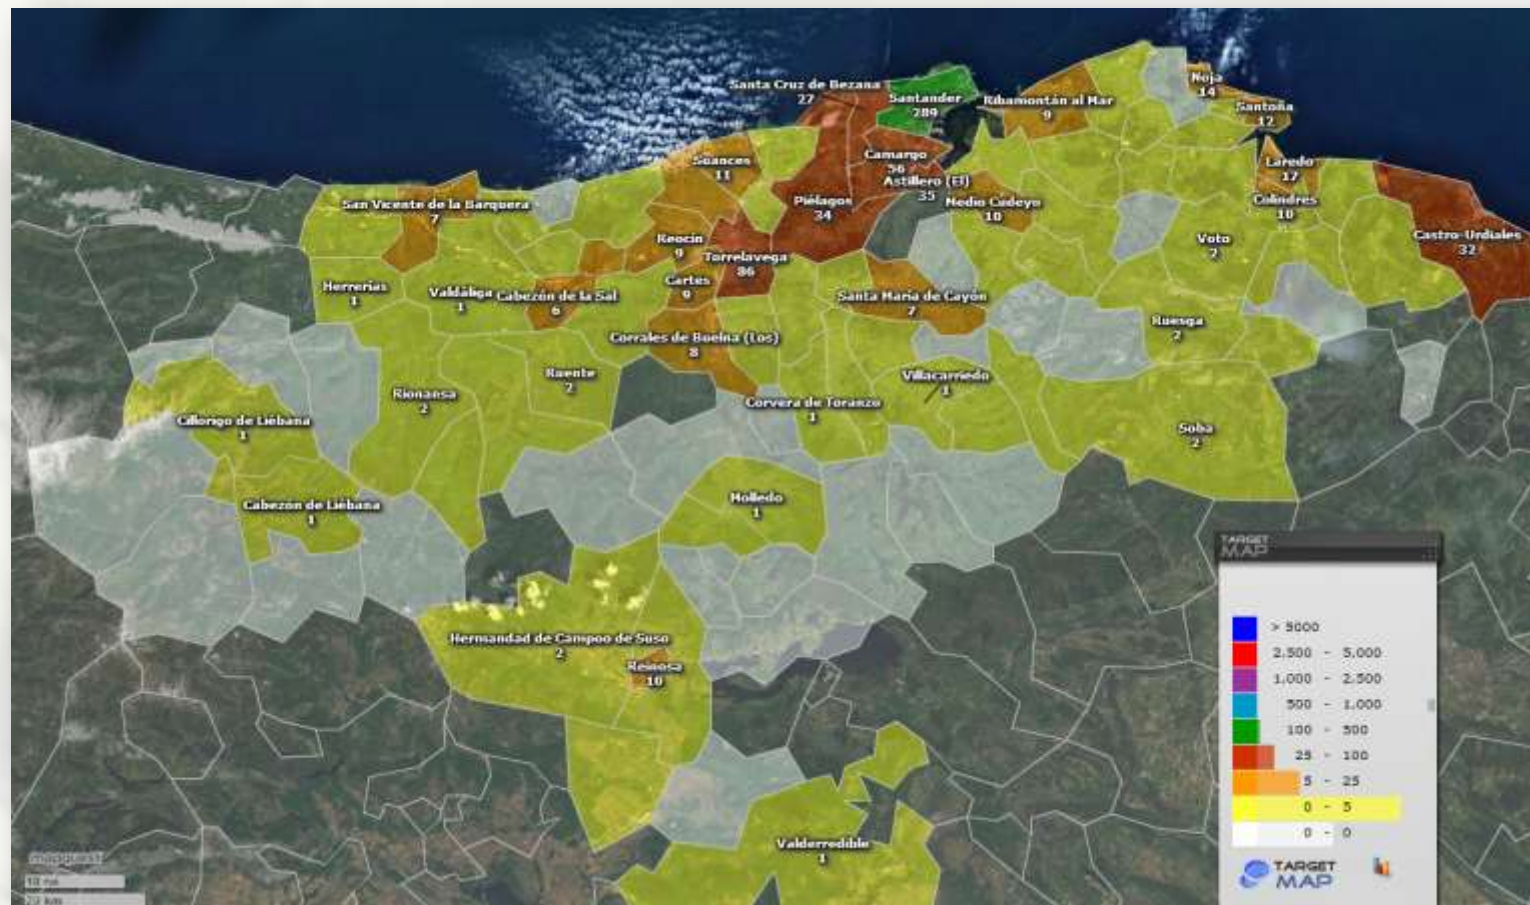 Santa Cruz de Bezana
27
Santander
289
Ribamontán al Mar
9
Noja
14
Santoña
12
Suances
11
Camargo
56
Astillero (El)
35
Laredo
17
San Vicente de la Barquera
7
Piélagos
34
Medio Cudeyo
10
Colindres
10
Reocín
9
Torrelavega
86
Voto
2
Castro-Urdiales
32
Herrerías
1
Valdáliga
1
Cabezón de la Sal
6
Cartes
9
Santa María de Cayón
7
Corrales de Buelna (Los)
8
Ruesga
2
Rionansa
2
Ruente
2
Villacarriedo
1
Corvera de Toranzo
1
Cillorigo de Liébana
1
Soba
2
Cabezón de Liébana
1
Molledo
1
Hermandad de Campoo de Suso
2
Reinosa
10
Valderredible
1
TARGET
MAP
> 5000
2.500 - 5.000
1.000 - 2.500
500 - 1.000
100 - 500
25 - 100
5 - 25
0 - 5
0 - 0
TARGET
MAP
mapquest
20 km